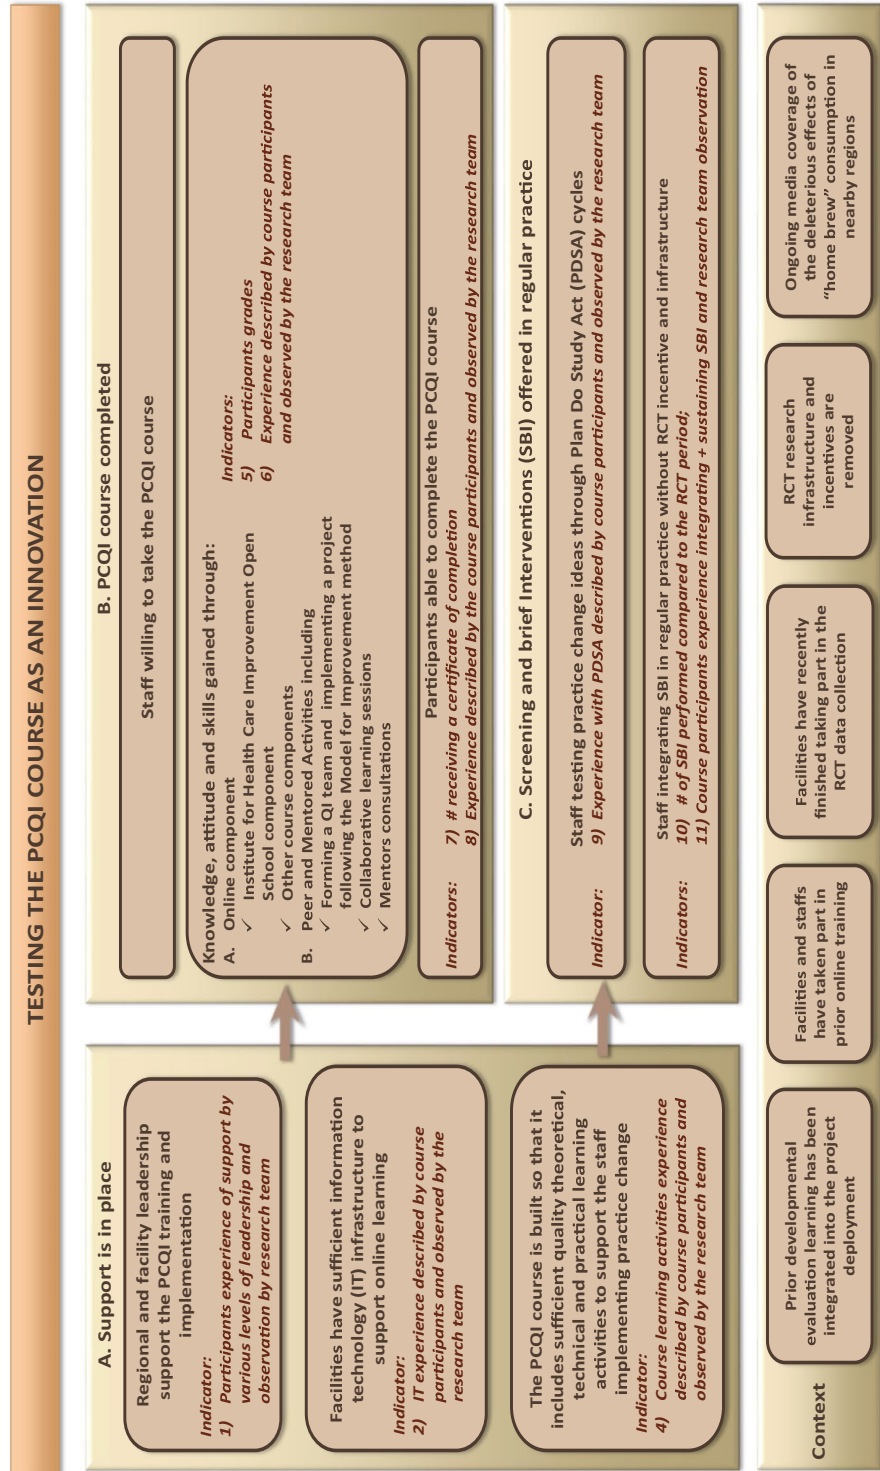 TESTING THE PCQI COURSE AS AN INNOVATION
A. Support is in place
Regional and facility leadership
support the PCQI training and
implementation
Indicator:
1) Participants experience of support by
various levels of leadership and
observation by research team
Facilities have sufficient information
technology (IT) infrastructure to
support online learning
Indicator:
2) IT experience described by course
participants and observed by the
research team
The PCQI course is built so that it
includes sufficient quality theoretical,
technical and practical learning
activities to support the staff
implementing practice change
Indicator:
4) Course learning activities experience
described by course participants and
observed by the research team
B. PCQI course completed
Staff willing to take the PCQI course
Knowledge, attitude and skills gained through:
A. Online component
✓ Institute for Health Care Improvement Open
School component
✓ Other course components
B. Peer and Mentored Activities including
✓ Forming a QI team and implementing a project
following the Model for Improvement method
✓ Collaborative learning sessions
✓ Mentors consultations
Indicators:
5) Participants grades
6) Experience described by course participants
and observed by the research team
Participants able to complete the PCQI course
Indicators: 7) # receiving a certificate of completion
8) Experience described by the course participants and observed by the research team
C. Screening and brief Interventions (SBI) offered in regular practice
Staff testing practice change ideas through Plan Do Study Act (PDSA) cycles
Indicator: 9) Experience with PDSA described by course participants and observed by the research team
Staff integrating SBI in regular practice without RCT incentive and infrastructure
Indicators: 10) # of SBI performed compared to the RCT period;
11) Course participants experience integrating + sustaining SBI and research team observation
Context
Prior developmental
evaluation learning has been
integrated into the project
deployment
Facilities and staffs
have taken part in
prior online training
Facilities have recently
finished taking part in the
RCT data collection
RCT research
infrastructure and
incentives are
removed
Ongoing media coverage of
the deleterious effects of
“home brew” consumption in
nearby regions